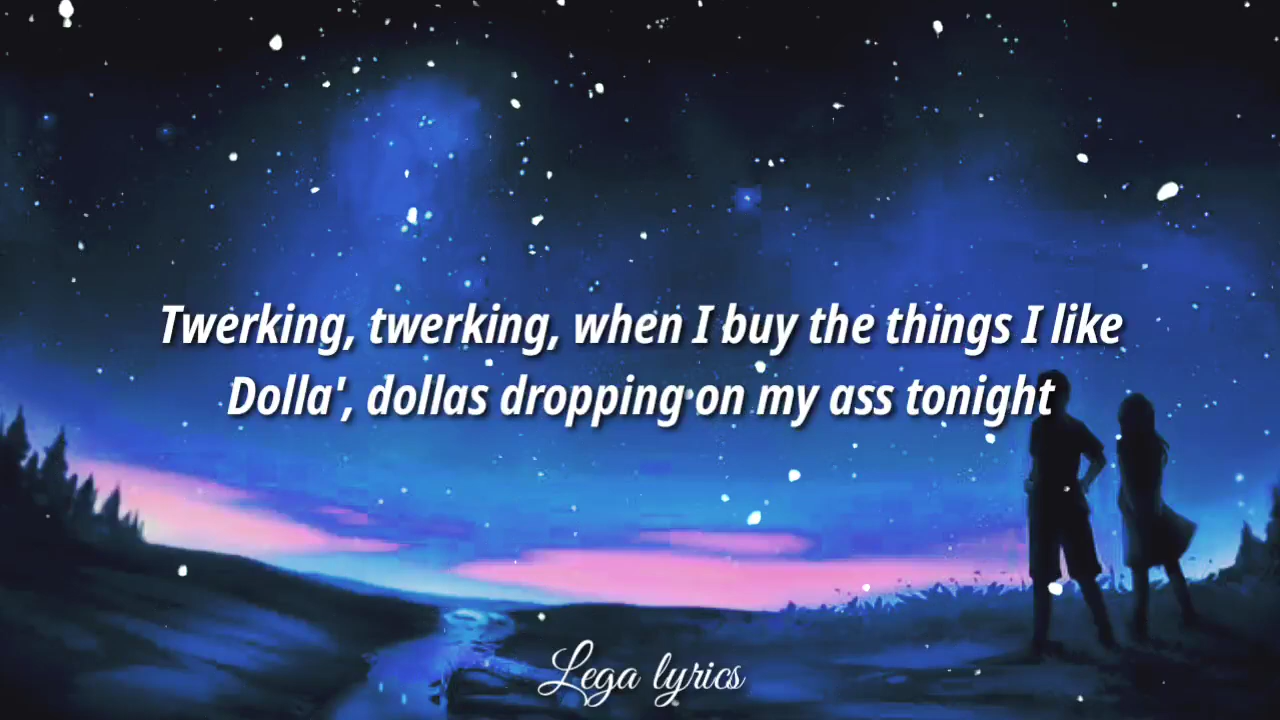 Twerking, twerking, when I buy the things I like
Dolla', dollas dropping on my ass tonight
Lega lyrics